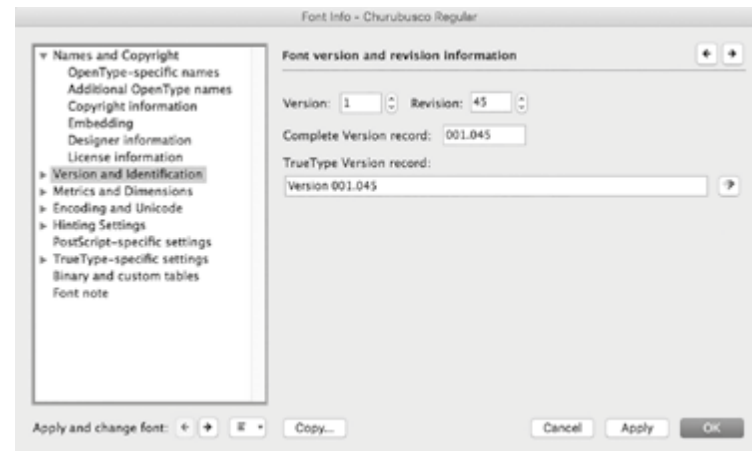 Font Info - Churubusco Regular
Names and Copyright
OpenType-specific names
Additional OpenType names
Copyright information
Embedding
Designer information
License information
Version and Identification
Metrics and Dimensions
Encoding and Unicode
Hinting Settings
PostScript-specific settings
TrueType-specific settings
Binary and custom tables
Font note
Font version and revision information
Version: 1 Revision: 45
Complete Version record: 001.045
TrueType Version record:
Version 001.045
Apply and change font: Copy... Cancel Apply OK